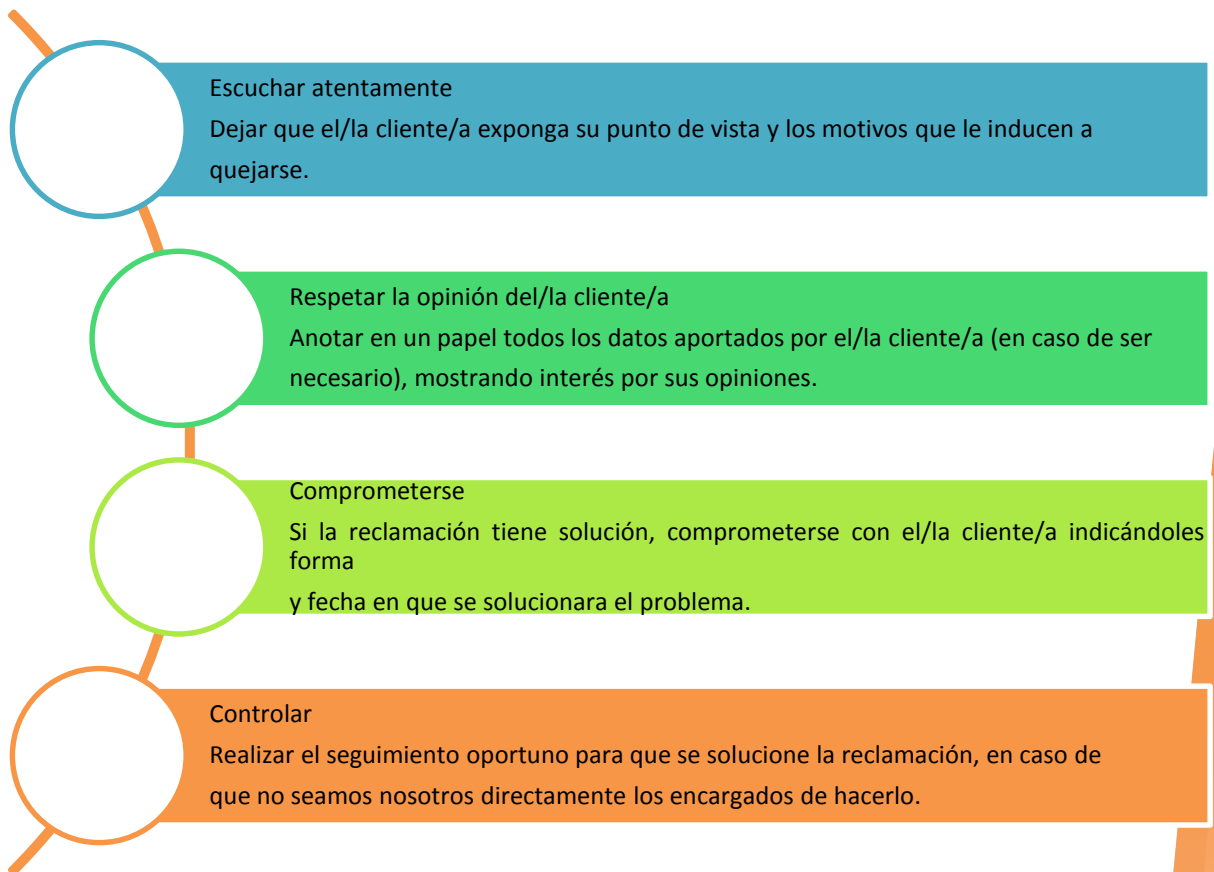 Escuchar atentamente
Dejar que el/la cliente/a exponga su punto de vista y los motivos que le inducen a
quejarse.
Respetar la opinión del/la cliente/a
Anotar en un papel todos los datos aportados por el/la cliente/a (en caso de ser
necesario), mostrando interés por sus opiniones.
Comprometerse
Si la reclamación tiene solución, comprometerse con el/la cliente/a indicándoles
forma
y fecha en que se solucionara el problema.
Controlar
Realizar el seguimiento oportuno para que se solucione la reclamación, en caso de
que no seamos nosotros directamente los encargados de hacerlo.